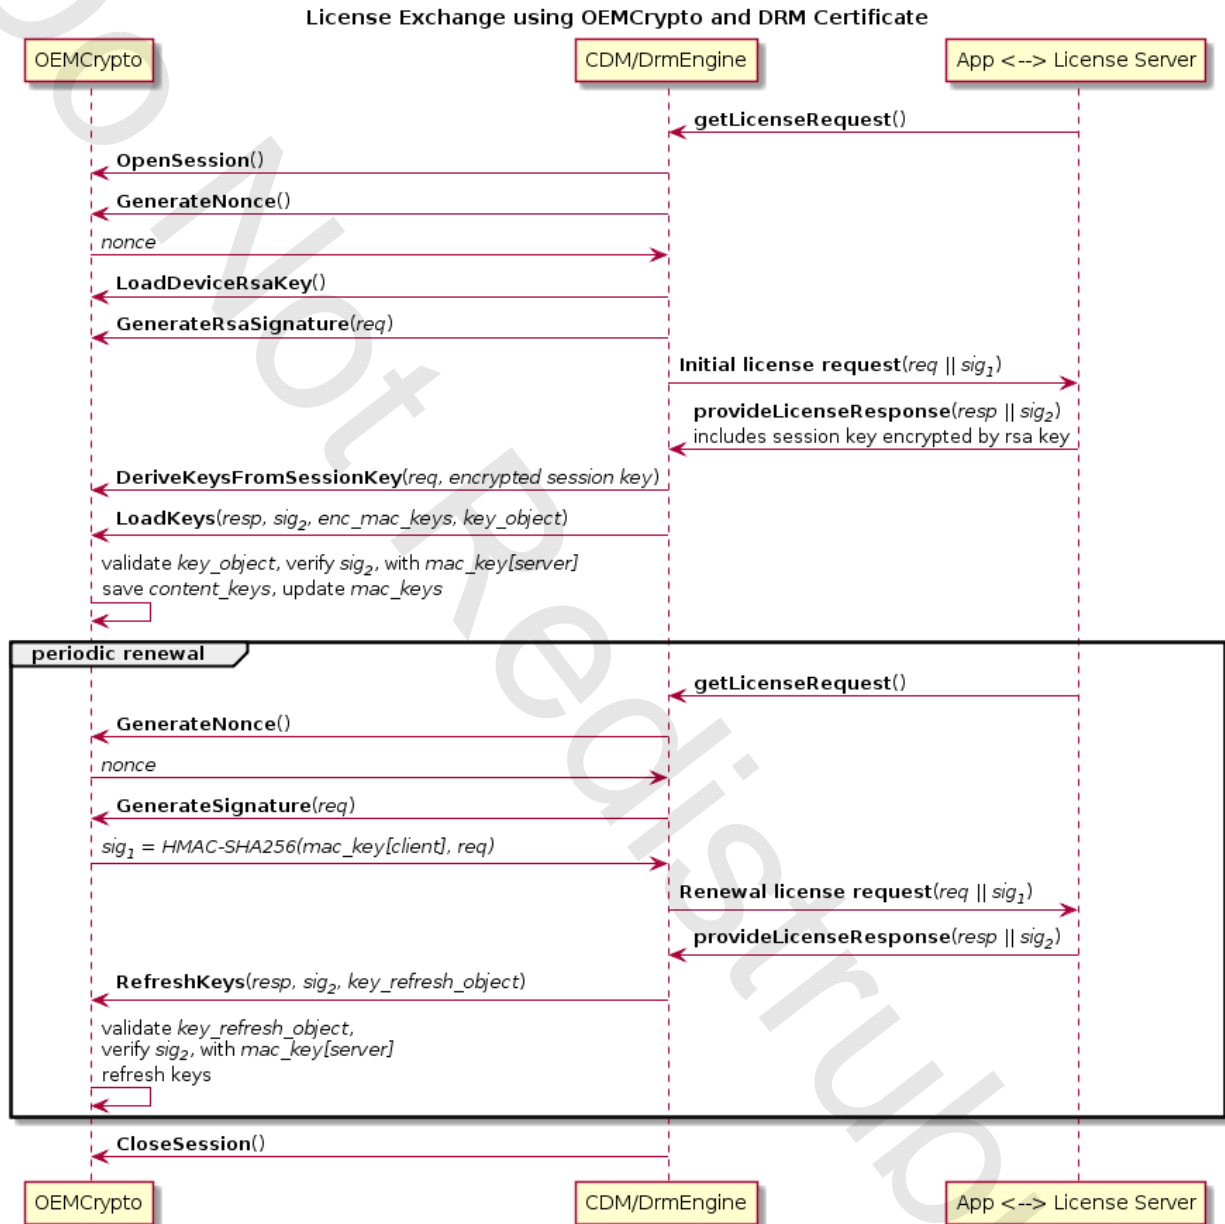 License Exchange using OEMCrypto and DRM Certificate
OEMCrypto CDM/DrmEngine App <--> License Server
getLicenseRequest()
OpenSession()
GenerateNonce()
nonce
LoadDeviceRsaKey()
GenerateRsaSignature(req)
Initial license request(req || sig1)
provideLicenseResponse(resp || sig2)
includes session key encrypted by rsa key
DeriveKeysFromSessionKey(req, encrypted session key)
LoadKeys(resp, sig2, enc_mac_keys, key_object)
validate key_object, verify sig2, with mac_key[server]
save content_keys, update mac_keys
periodic renewal
getLicenseRequest()
GenerateNonce()
nonce
GenerateSignature(req)
sig1 = HMAC-SHA256(mac_key[client], req)
Renewal license request(req || sig1)
provideLicenseResponse(resp || sig2)
RefreshKeys(resp, sig2, key_refresh_object)
validate key_refresh_object,
verify sig2, with mac_key[server]
refresh keys
CloseSession()
OEMCrypto CDM/DrmEngine App <--> License Server
Do Not Redistrub